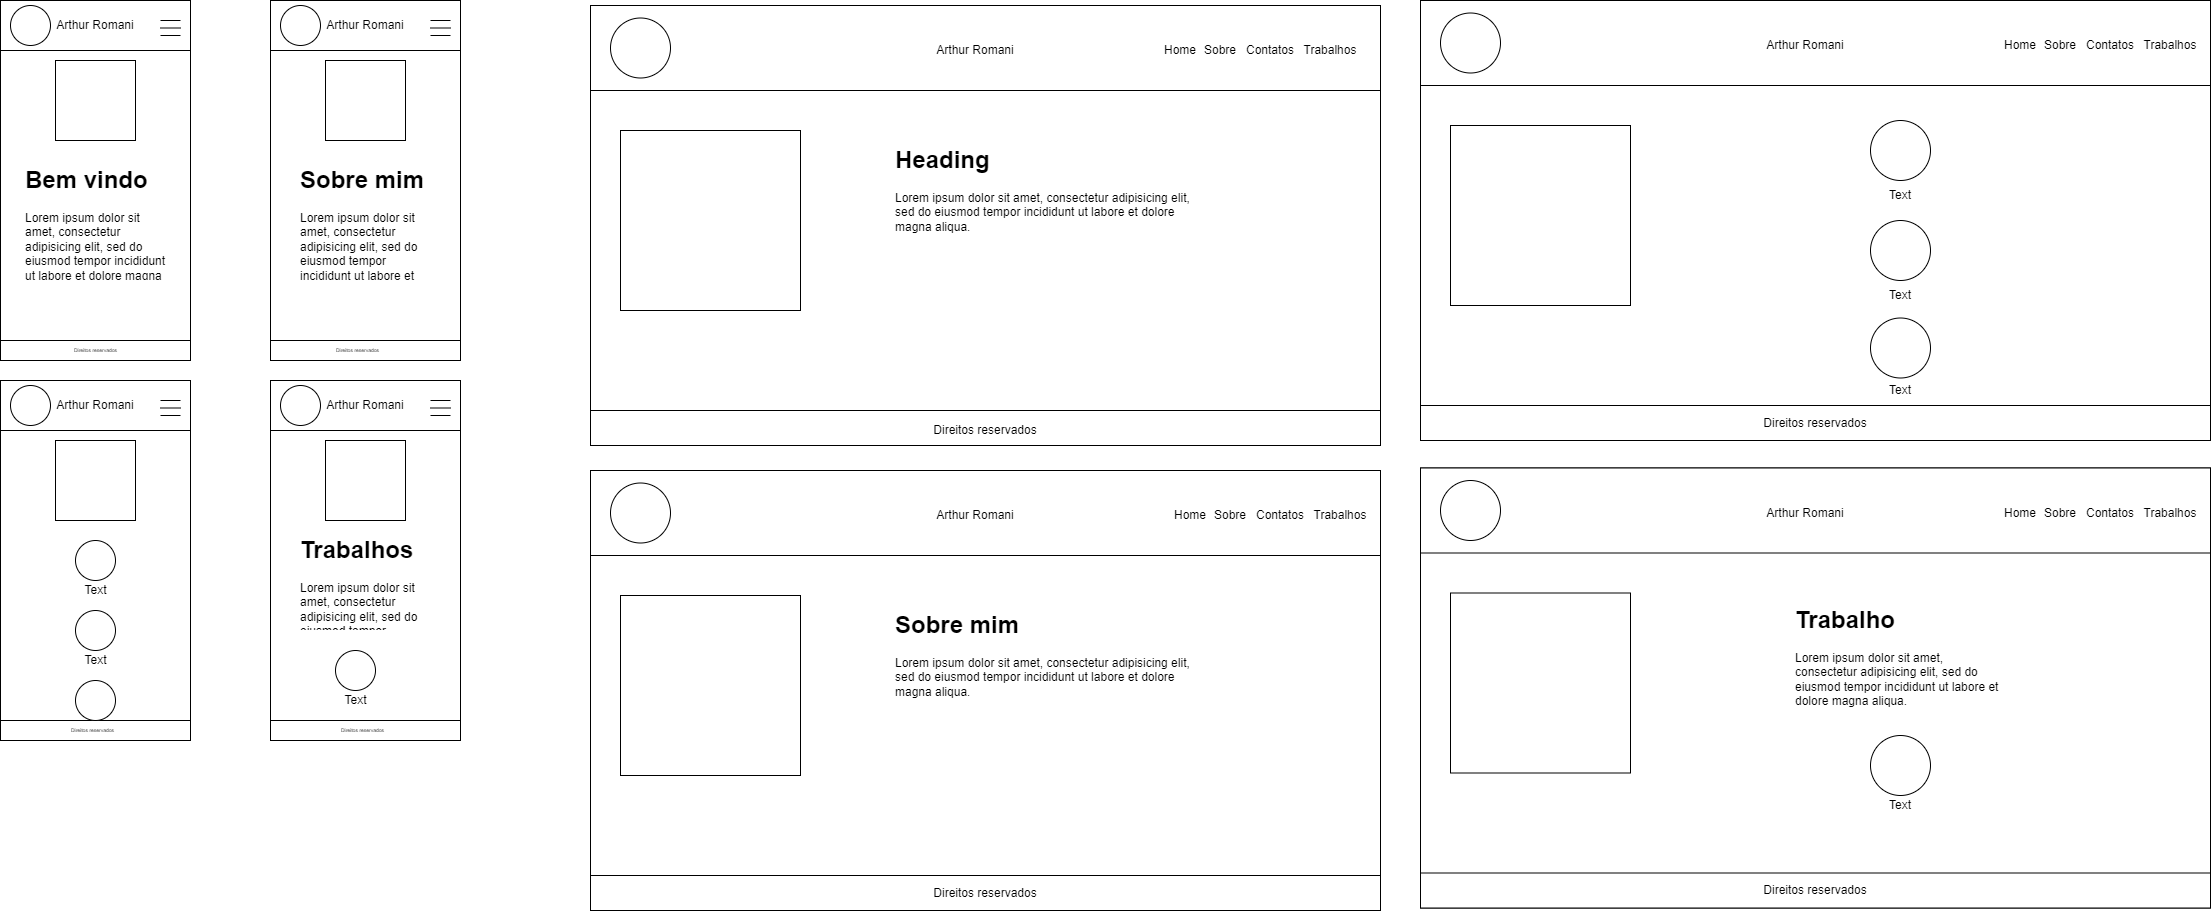 Arthur Romani
Bem vindo
Lorem ipsum dolor sit
amet, consectetur
adipisicing elit, sed do
eiusmod tempor incididunt
ut labore et dolore magna
Direitos reservados
Arthur Romani
Sobre mim
Lorem ipsum dolor sit
amet, consectetur
adipisicing elit, sed do
eiusmod tempor
incididunt ut labore et
Direitos reservados
Arthur Romani
Home Sobre Contatos Trabalhos
Heading
Lorem ipsum dolor sit amet, consectetur adipisicing elit,
sed do eiusmod tempor incididunt ut labore et dolore
magna aliqua.
Direitos reservados
Arthur Romani
Home Sobre Contatos Trabalhos
Text
Text
Text
Direitos reservados
Arthur Romani
Text
Text
Direitos reservados
Arthur Romani
Trabalhos
Lorem ipsum dolor sit
amet, consectetur
adipisicing elit, sed do
eiusmod tempor
Text
Direitos reservados
Arthur Romani
Home Sobre Contatos Trabalhos
Sobre mim
Lorem ipsum dolor sit amet, consectetur adipisicing elit,
sed do eiusmod tempor incididunt ut labore et dolore
magna aliqua.
Direitos reservados
Arthur Romani
Home Sobre Contatos Trabalhos
Trabalho
Lorem ipsum dolor sit amet,
consectetur adipisicing elit, sed do
eiusmod tempor incididunt ut labore et
dolore magna aliqua.
Text
Direitos reservados